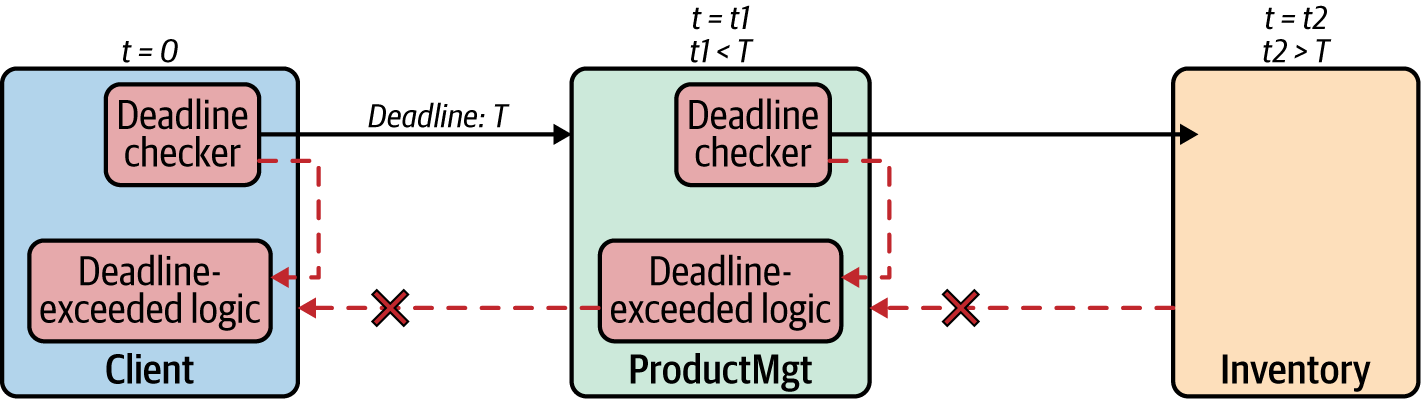 t = 0
Deadline
checker
Deadline-
exceeded logic
Client
Deadline: T
t = t1
t1 < T
Deadline
checker
Deadline-
exceeded logic
ProductMgt
t = t2
t2 > T
Inventory